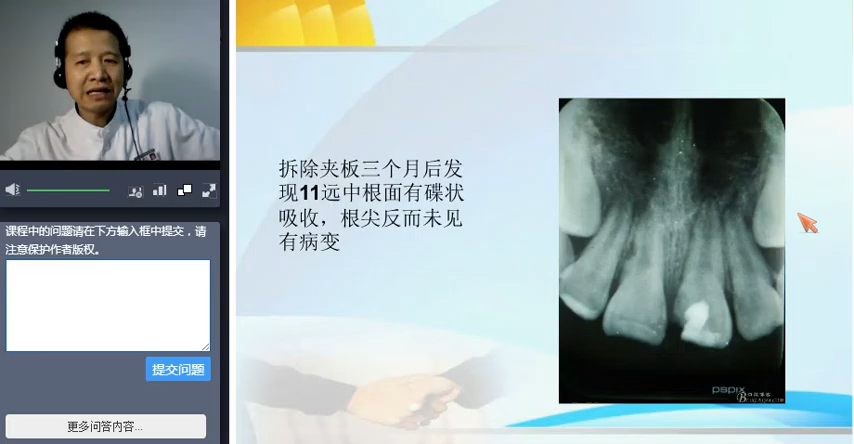 拆除夹板三个月后发
现11远中根面有碟状
吸收，根尖反而未见
有病变
课程中的问题请在下方输入框中提交，请
注意保护作者版权。
提交问题
更多问答内容...
pspix